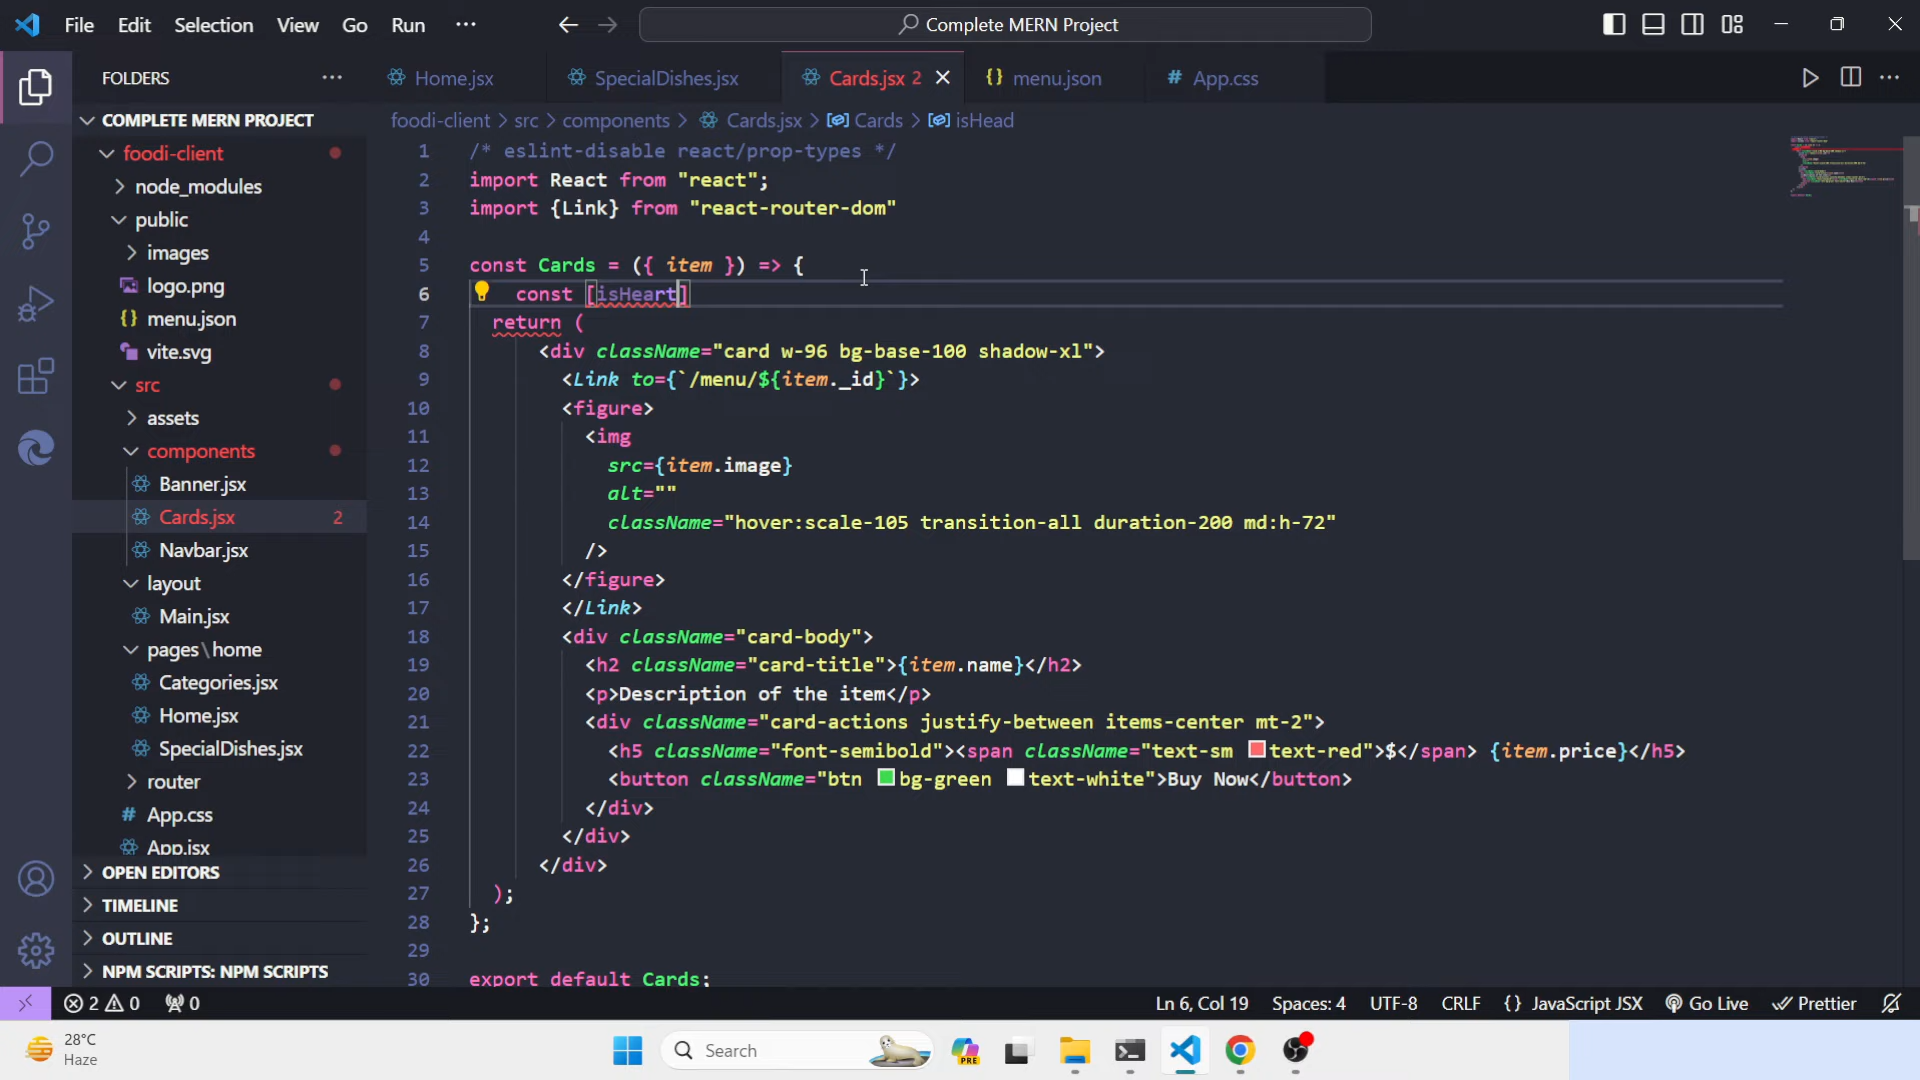 File Edit Selection View Go Run ···
Complete MERN Project
FOLDERS ···
Home.jsx SpecialDishes.jsx Cards.jsx 2 menu.json App.css
COMPLETE MERN PROJECT
foodi-client
node_modules
public
images
logo.png
menu.json
vite.svg
src
assets
components
Banner.jsx
Cards.jsx 2
Navbar.jsx
layout
Main.jsx
pages\home
Categories.jsx
Home.jsx
SpecialDishes.jsx
router
App.css
App.jsx
OPEN EDITORS
TIMELINE
OUTLINE
NPM SCRIPTS: NPM SCRIPTS
foodi-client > src > components > Cards.jsx > Cards > isHead
1 /* eslint-disable react/prop-types */
2 import React from "react";
3 import {Link} from "react-router-dom"
4
5 const Cards = ({ item }) => {
6 const [isHeart]
7 return (
8 <div className="card w-96 bg-base-100 shadow-xl">
9 <Link to={`/menu/${item._id}`}>
10 <figure>
11 <img
12 src={item.image}
13 alt=""
14 className="hover:scale-105 transition-all duration-200 md:h-72"
15 />
16 </figure>
17 </Link>
18 <div className="card-body">
19 <h2 className="card-title">{item.name}</h2>
20 <p>Description of the item</p>
21 <div className="card-actions justify-between items-center mt-2">
22 <h5 className="font-semibold"><span className="text-sm text-red">$</span> {item.price}</h5>
23 <button className="btn bg-green text-white">Buy Now</button>
24 </div>
25 </div>
26 </div>
27 );
28 };
29
30 export default Cards;
2 0 0
Ln 6, Col 19 Spaces: 4 UTF-8 CRLF {} JavaScript JSX Go Live Prettier
28°C
Haze
Search
PRE